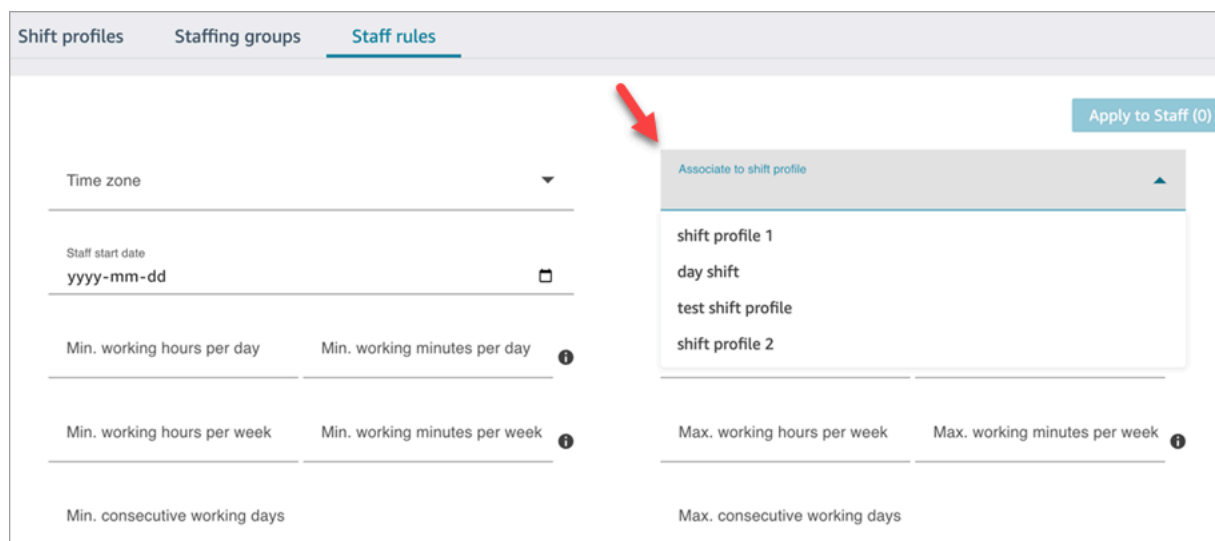 Shift profiles Staffing groups Staff rules
Apply to Staff (0)
Time zone
Associate to shift profile
shift profile 1
day shift
test shift profile
shift profile 2
Staff start date
yyyy-mm-dd
Min. working hours per day Min. working minutes per day
Min. working hours per week Min. working minutes per week Max. working hours per week Max. working minutes per week
Min. consecutive working days Max. consecutive working days